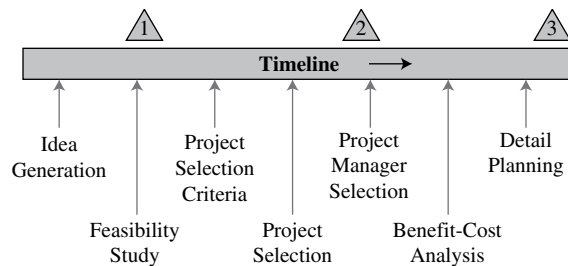 1
2
3
Timeline
Idea
Generation
Feasibility
Study
Project
Selection
Criteria
Project
Selection
Project
Manager
Selection
Benefit-Cost
Analysis
Detail
Planning